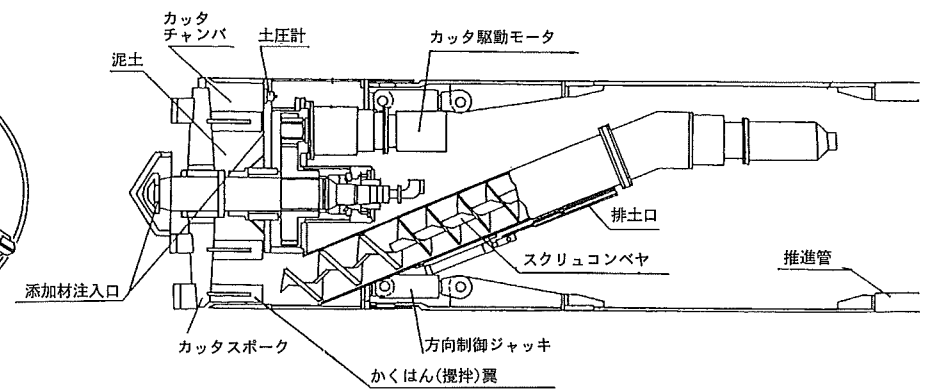 カッタ
チャンバ
土圧計
カッタ駆動モータ
泥土
排土口
スクリュコンベヤ
推進管
添加材注入口
カッタスポーク
方向制御ジャッキ
かくはん(攪拌)翼